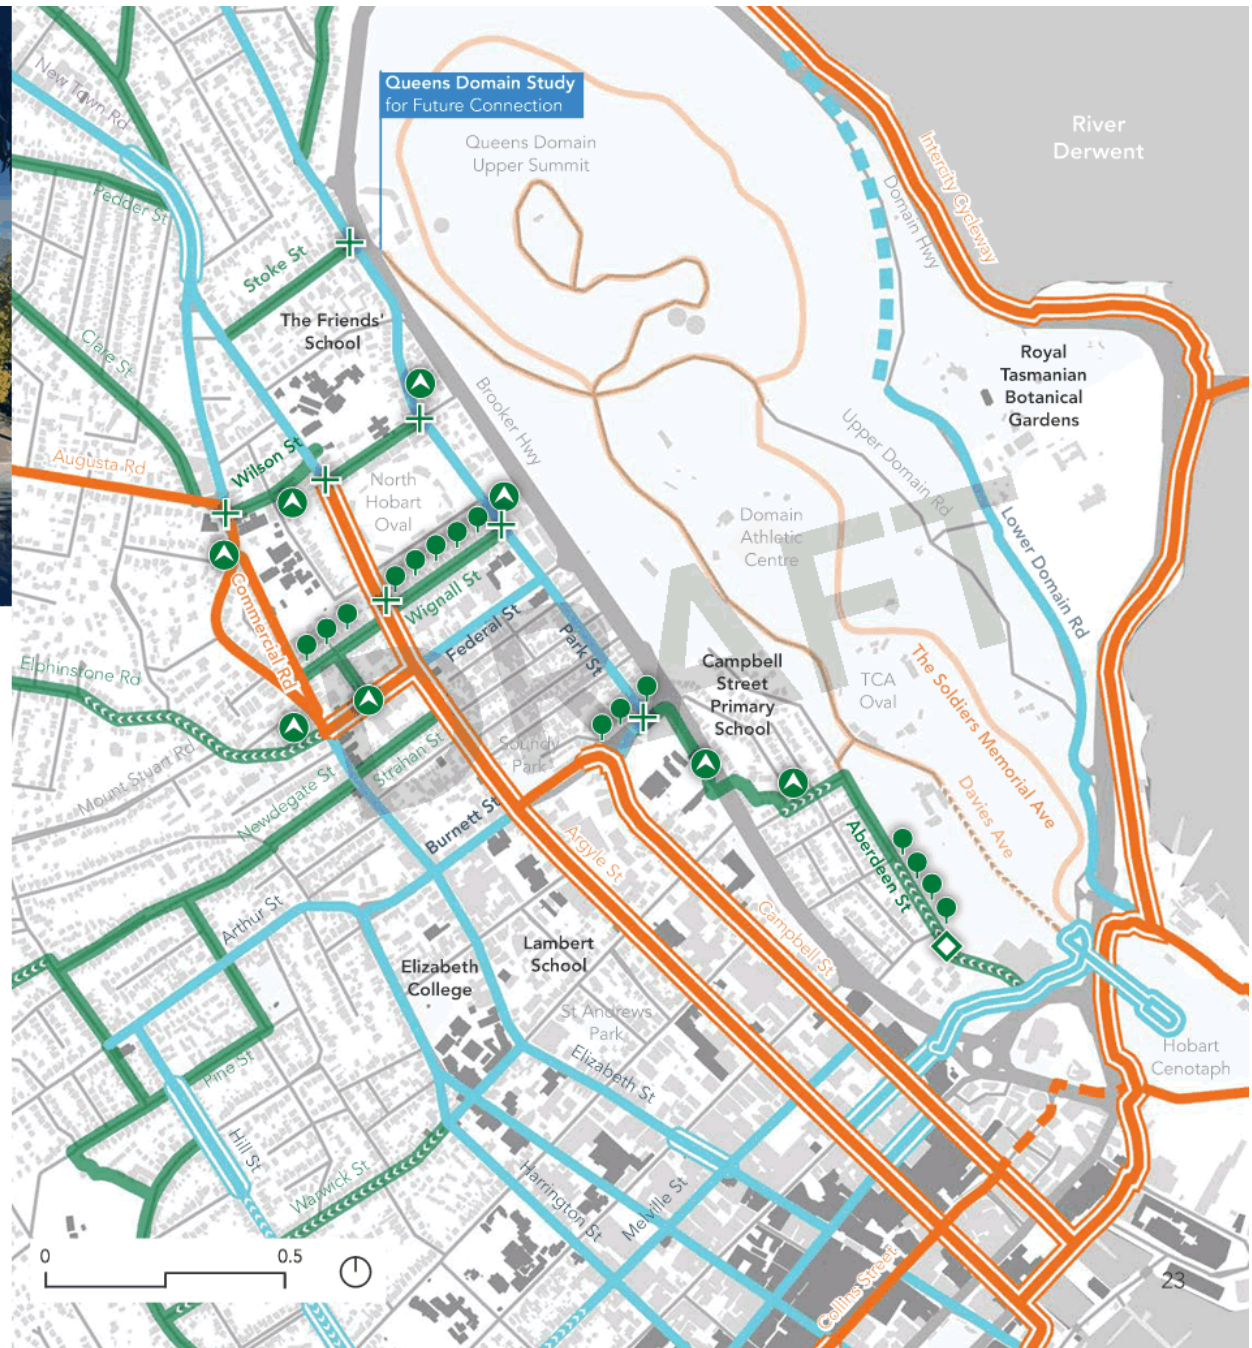 New Town Rd
Queens Domain Study
for Future Connection
River
Derwent
Queens Domain
Upper Summit
Intercity Cycleway
Domain Hwy
Pedder St
Stoke St
The Friends'
School
Clare St
Royal
Tasmanian
Botanical
Gardens
Brooker Hwy
Upper Domain Rd
Wilson St
Augusta Rd
North
Hobart
Oval
Domain
Athletic
Centre
AFT
Lower Domain Rd
Commercial Rd
Wignall St
Federal St
Park St
Elphinstone Rd
Campbell
Street
Primary
School
TCA
Oval
The Soldiers Memorial Ave
Mount Stuart Rd
Strahan St
Soundy
Park
Newdegate St
Burnett St
Argyle St
Davies Ave
Aberdeen St
Arthur St
Campbell St
Lambert
School
Elizabeth
College
St Andrews
Park
Elizabeth St
Hobart
Cenotaph
Pine St
Hill St
Warwick St
Harrington St
Melville St
Collins Street
0
0.5
23